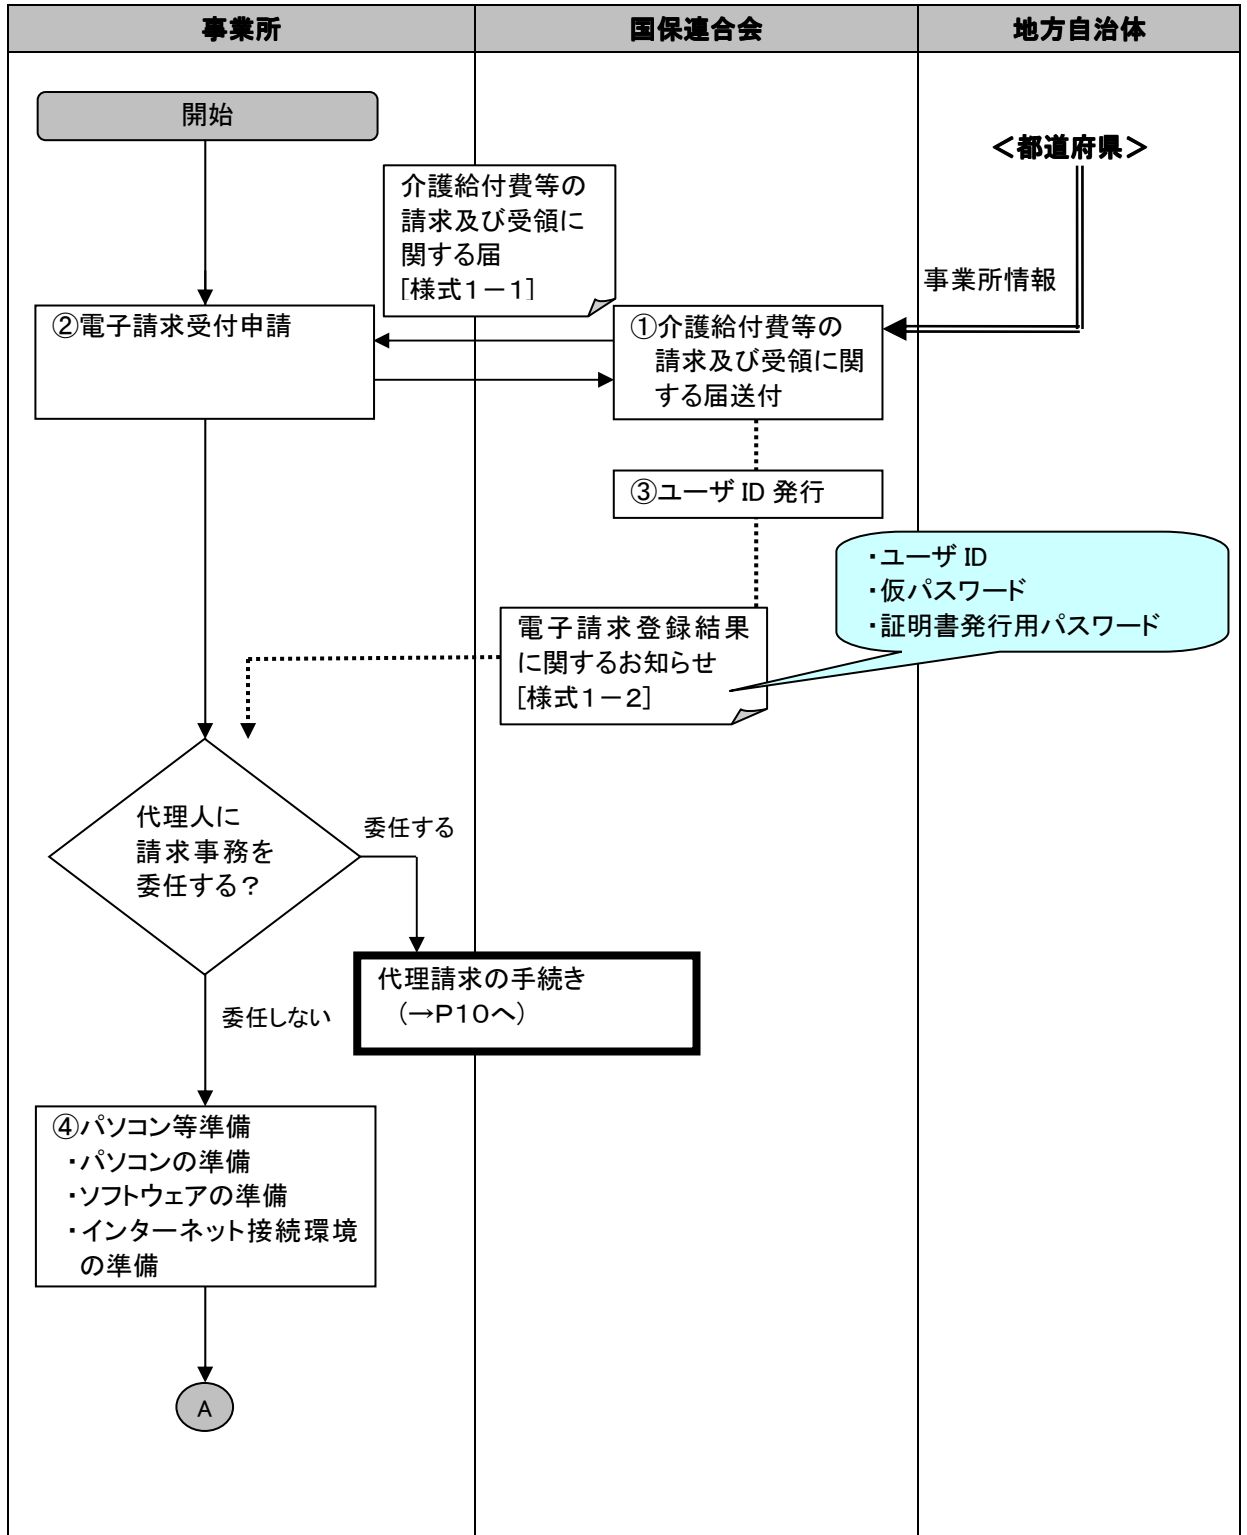 事業所
国保連合会
地方自治体
開始
＜都道府県＞
介護給付費等の
請求及び受領に
関する届
[様式１－１]
事業所情報
②電子請求受付申請
①介護給付費等の
請求及び受領に関
する届送付
③ユーザ ID 発行
・ユーザ ID
・仮パスワード
・証明書発行用パスワード
電子請求登録結果
に関するお知らせ
[様式１－２]
代理人に
請求事務を
委任する？
委任する
代理請求の手続き
（→Ｐ１０へ）
委任しない
④パソコン等準備
・パソコンの準備
・ソフトウェアの準備
・インターネット接続環境
の準備
A